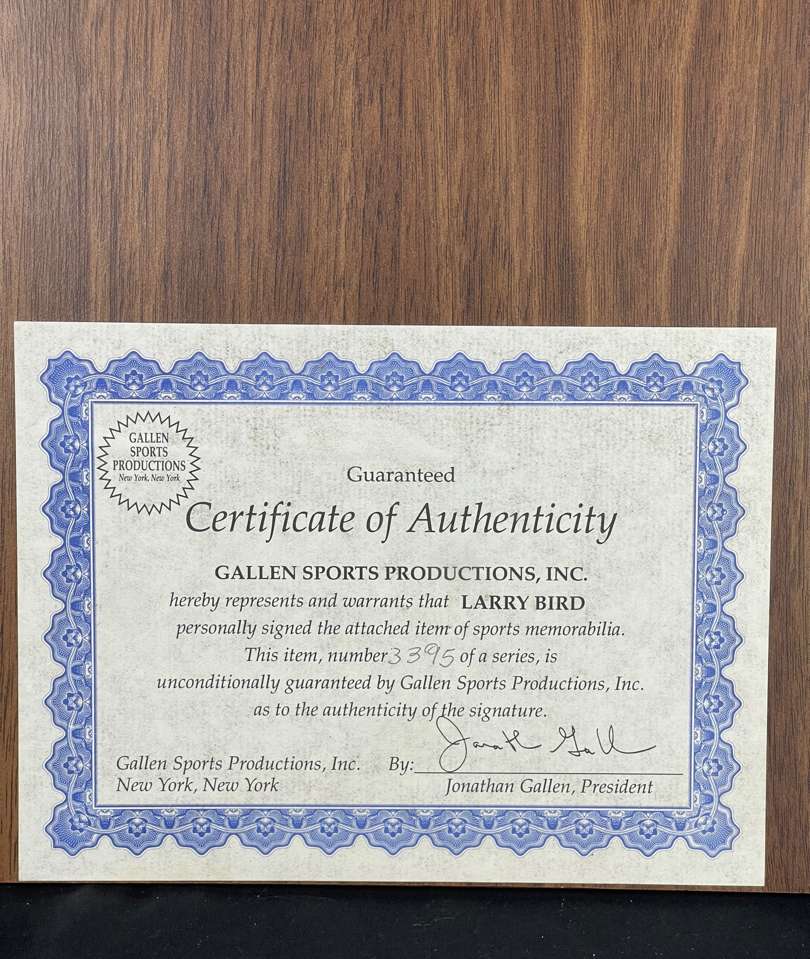 GALLEN
SPORTS
PRODUCTIONS
New York, New York
Guaranteed
Certificate of Authenticity
GALLEN SPORTS PRODUCTIONS, INC.
hereby represents and warrants that LARRY BIRD
personally signed the attached item of sports memorabilia.
This item, number 3395 of a series, is
unconditionally guaranteed by Gallen Sports Productions, Inc.
as to the authenticity of the signature.
Gallen Sports Productions, Inc. By:
New York, New York Jonathan Gallen, President